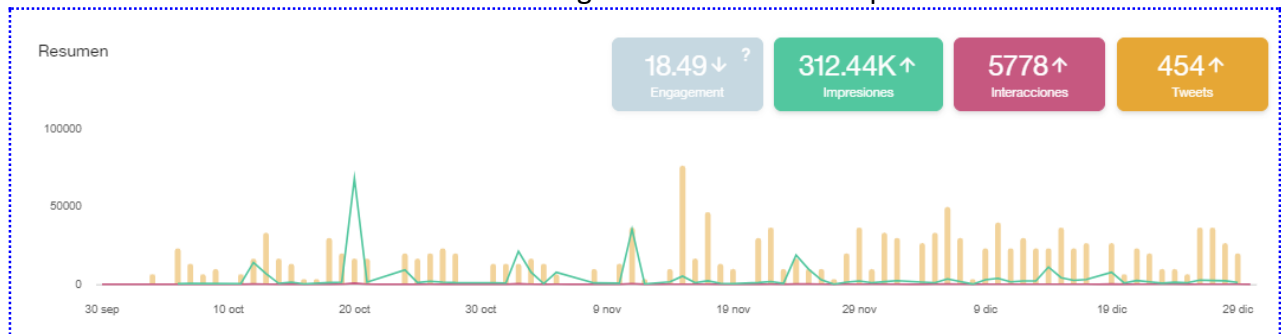 Resumen
18.49↓ ?
Engagement
312.44K↑
Impresiones
5778↑
Interacciones
454↑
Tweets
100000
50000
0
30 sep 10 oct 20 oct 30 oct 9 nov 19 nov 29 nov 9 dic 19 dic 29 dic